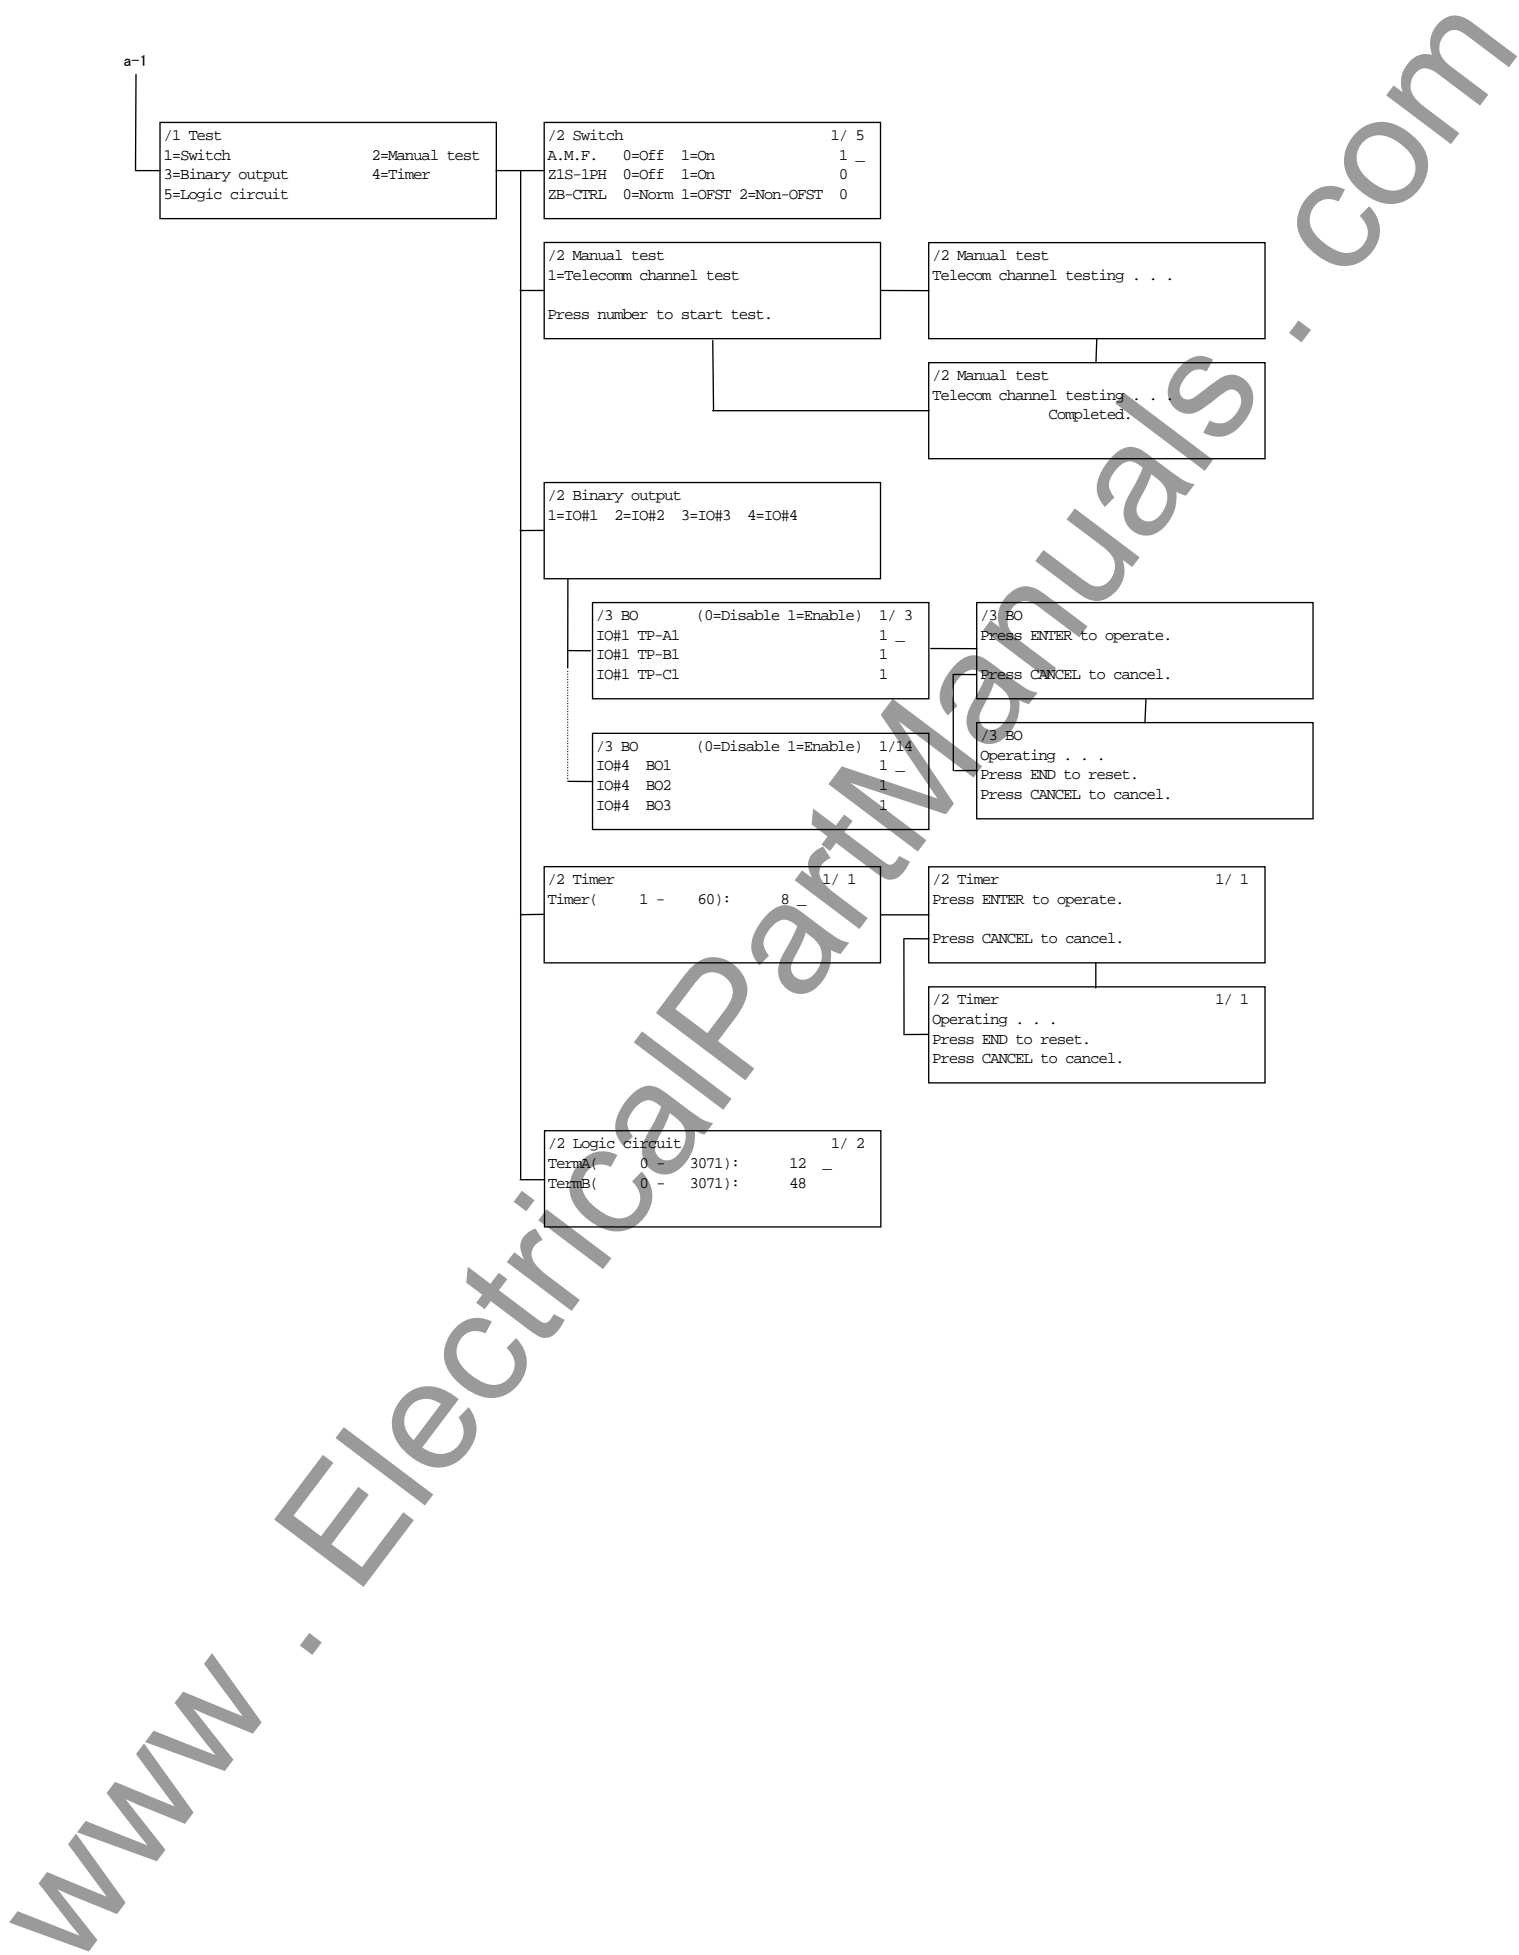 a-1
/1 Test
1=Switch 2=Manual test
3=Binary output 4=Timer
5=Logic circuit
/2 Switch 1/ 5
A.M.F. 0=Off 1=On 1 _
Z1S-1PH 0=Off 1=On 0
ZB-CTRL 0=Norm 1=OFST 2=Non-OFST 0
/2 Manual test
1=Telecomm channel test
Press number to start test.
/2 Manual test
Telecom channel testing . . .
/2 Manual test
Telecom channel testing . . .
Completed.
/2 Binary output
1=IO#1 2=IO#2 3=IO#3 4=IO#4
/3 BO (0=Disable 1=Enable) 1/ 3
IO#1 TP-A1 1 _
IO#1 TP-B1 1
IO#1 TP-C1 1
/3 BO
Press ENTER to operate.
Press CANCEL to cancel.
/3 BO (0=Disable 1=Enable) 1/14
IO#4 BO1 1 _
IO#4 BO2 1
IO#4 BO3 1
/3 BO
Operating . . .
Press END to reset.
Press CANCEL to cancel.
/2 Timer 1/ 1
Timer( 1 - 60): 8 _
/2 Timer 1/ 1
Press ENTER to operate.
Press CANCEL to cancel.
/2 Timer 1/ 1
Operating . . .
Press END to reset.
Press CANCEL to cancel.
/2 Logic circuit 1/ 2
TermA( 0 - 3071): 12 _
TermB( 0 - 3071): 48
www . ElectricalPartManuals . com